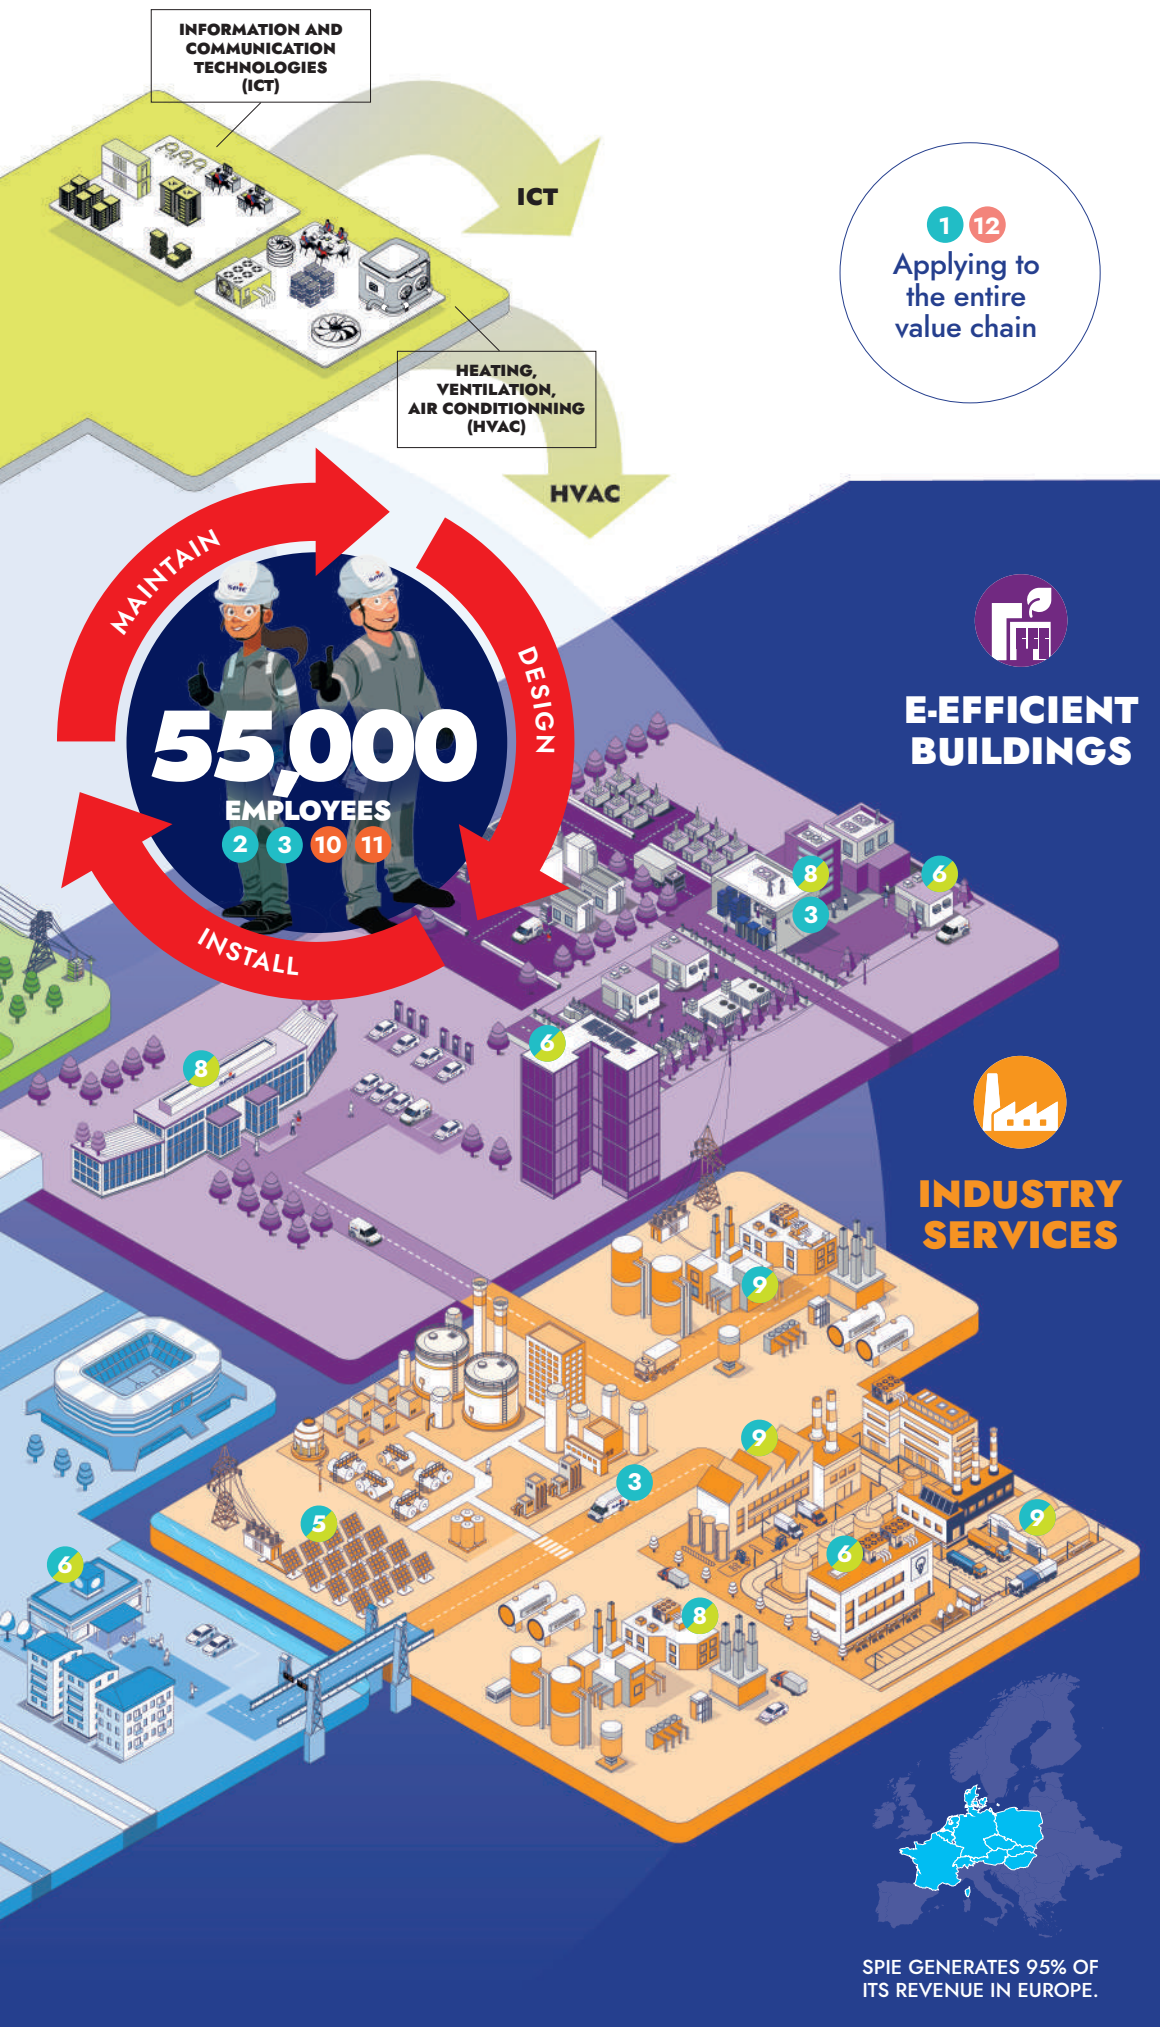 INFORMATION AND
COMMUNICATION
TECHNOLOGIES
(ICT)
ICT
1 12
Applying to
the entire
value chain
HEATING,
VENTILATION,
AIR CONDITIONNING
(HVAC)
HVAC
MAINTAIN
DESIGN
INSTALL
SPIE
SPIE
55,000
EMPLOYEES
2 3 10 11
E-EFFICIENT
BUILDINGS
8
6
3
6
8
INDUSTRY
SERVICES
9
9
3
5
9
6
6
8
SPIE GENERATES 95% OF
ITS REVENUE IN EUROPE.